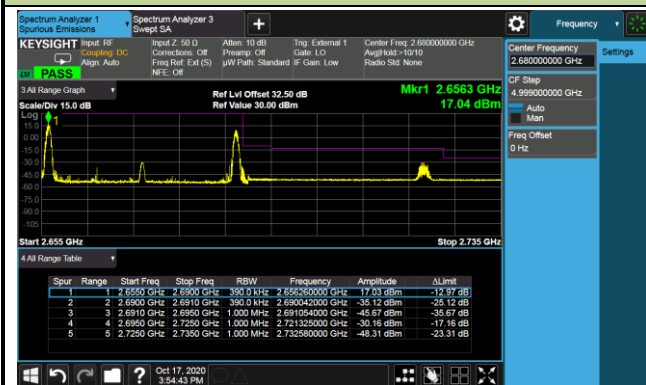 Spectrum Analyzer 1
Spurious Emissions
Spectrum Analyzer 3
Swept SA
+
Frequency
KEYSIGHT
Input: RF
Coupling: DC
Align: Auto
Input Z: 50 Ω
Corrections: Off
Freq Ref: Ext (S)
NFE: Off
Atten: 10 dB
Preamp: Off
µW Path: Standard
Trig: External 1
Gate: LO
IF Gain: Low
Center Freq: 2.680000000 GHz
Avg|Hold:>10/10
Radio Std: None
PASS
3 All Range Graph
Scale/Div 15.0 dB
Ref Lvl Offset 32.50 dB
Ref Value 30.00 dBm
Mkr1 2.6563 GHz
17.04 dBm
Log
15.0
0.00
-15.0
-30.0
-45.0
-60.0
-75.0
-90.0
-105
1
Start 2.655 GHz
Stop 2.735 GHz
4 All Range Table
Spur Range Start Freq Stop Freq RBW Frequency Amplitude ΔLimit
1 1 2.6550 GHz 2.6900 GHz 390.0 kHz 2.656260000 GHz 17.03 dBm -12.97 dB
2 2 2.6900 GHz 2.6910 GHz 390.0 kHz 2.690042000 GHz -35.12 dBm -25.12 dB
3 3 2.6910 GHz 2.6950 GHz 1.000 MHz 2.691054000 GHz -45.67 dBm -35.67 dB
4 4 2.6950 GHz 2.7250 GHz 1.000 MHz 2.721325000 GHz -30.16 dBm -17.16 dB
5 5 2.7250 GHz 2.7350 GHz 1.000 MHz 2.732580000 GHz -48.31 dBm -23.31 dB
Center Frequency
2.680000000 GHz
Settings
CF Step
4.999000000 GHz
Auto
Man
Freq Offset
0 Hz
?
Oct 17, 2020
3:54:43 PM